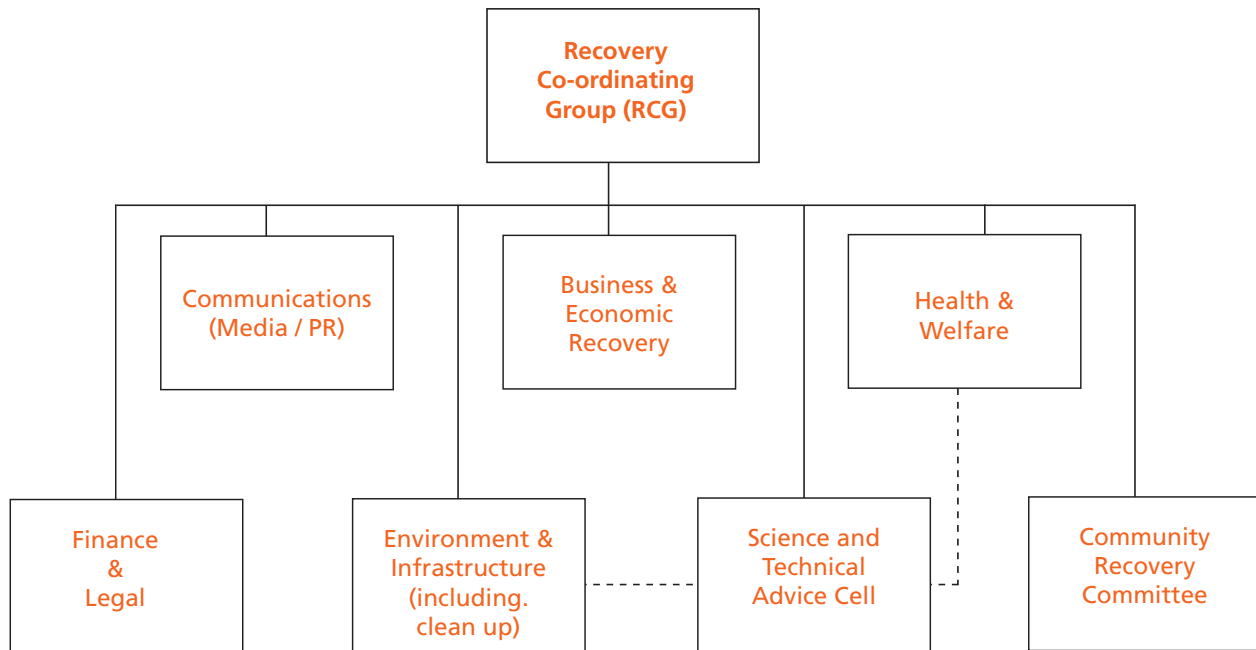 Recovery
Co-ordinating
Group (RCG)
Communications
(Media / PR)
Business &
Economic
Recovery
Health &
Welfare
Finance
&
Legal
Environment &
Infrastructure
(including.
clean up)
Science and
Technical
Advice Cell
Community
Recovery
Committee